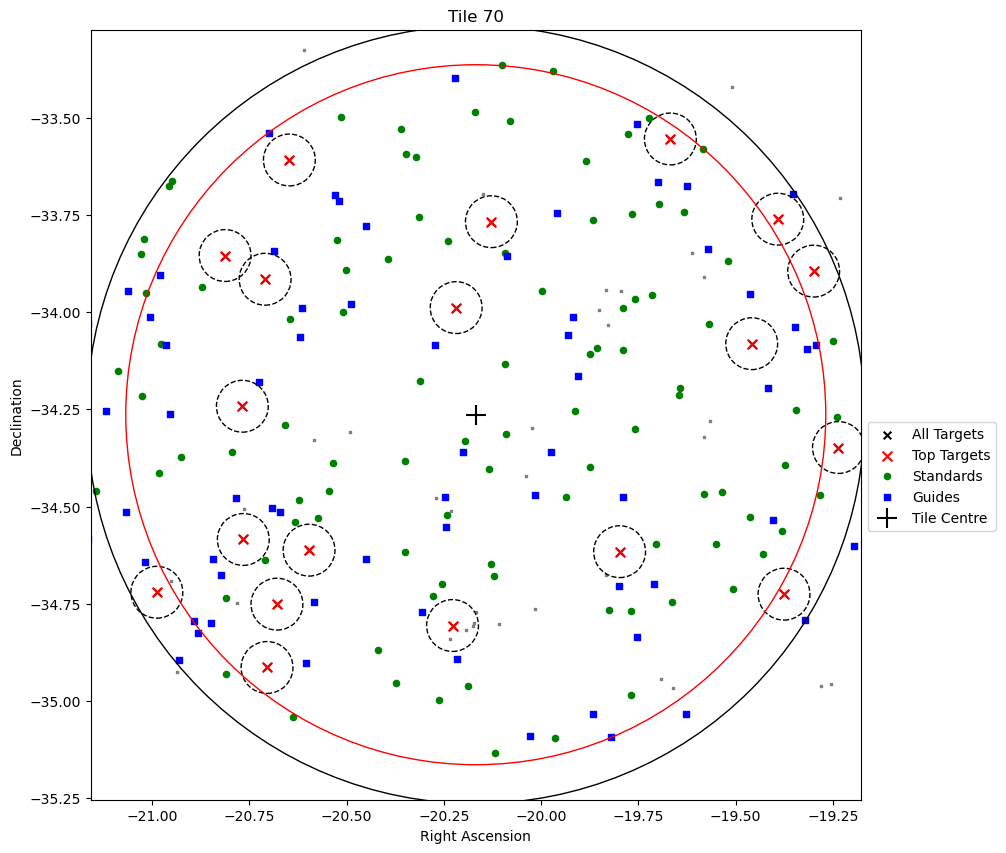 Tile 70
−33.50
−33.75
−34.00
−34.25
−34.50
−34.75
−35.00
−35.25
Declination
−21.00
−20.75
−20.50
−20.25
−20.00
−19.75
−19.50
−19.25
Right Ascension
All Targets
Top Targets
Standards
Guides
Tile Centre